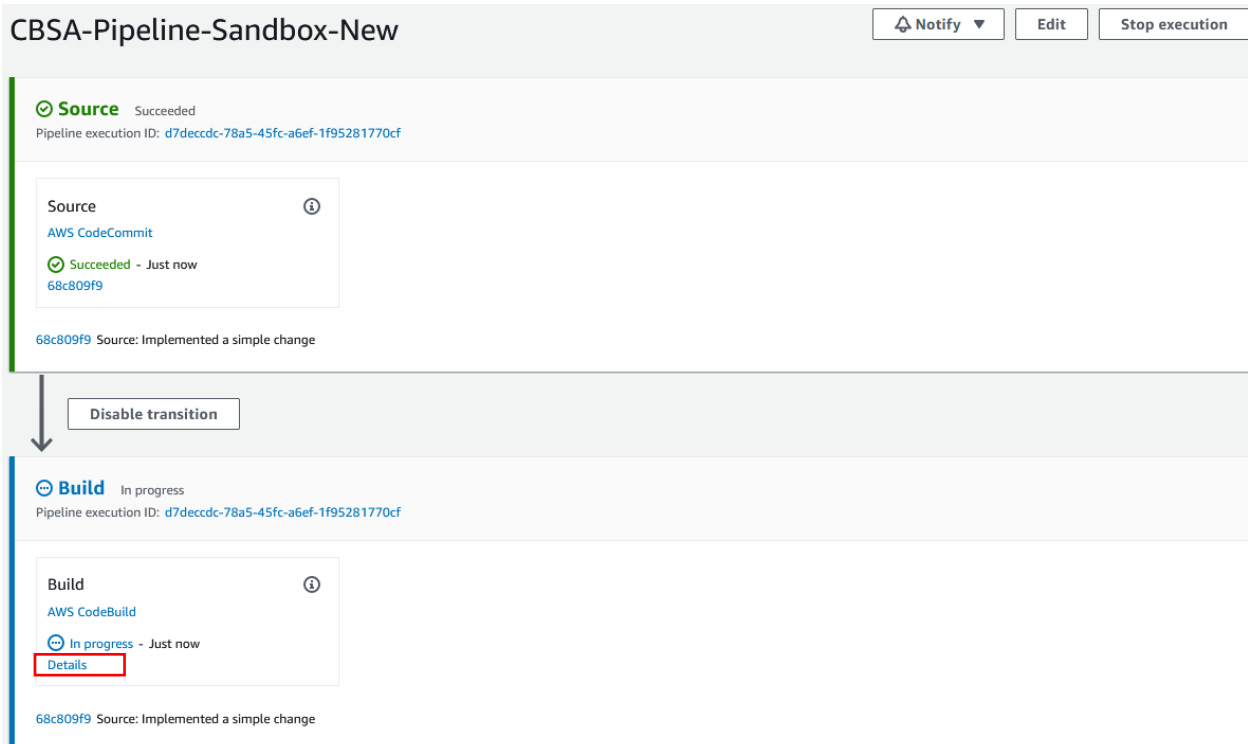 CBSA-Pipeline-Sandbox-New
Notify
Edit
Stop execution
Source Succeeded
Pipeline execution ID: d7deccdc-78a5-45fc-a6ef-1f95281770cf
Source
AWS CodeCommit
Succeeded - Just now
68c809f9
68c809f9 Source: Implemented a simple change
Disable transition
Build In progress
Pipeline execution ID: d7deccdc-78a5-45fc-a6ef-1f95281770cf
Build
AWS CodeBuild
In progress - Just now
Details
68c809f9 Source: Implemented a simple change